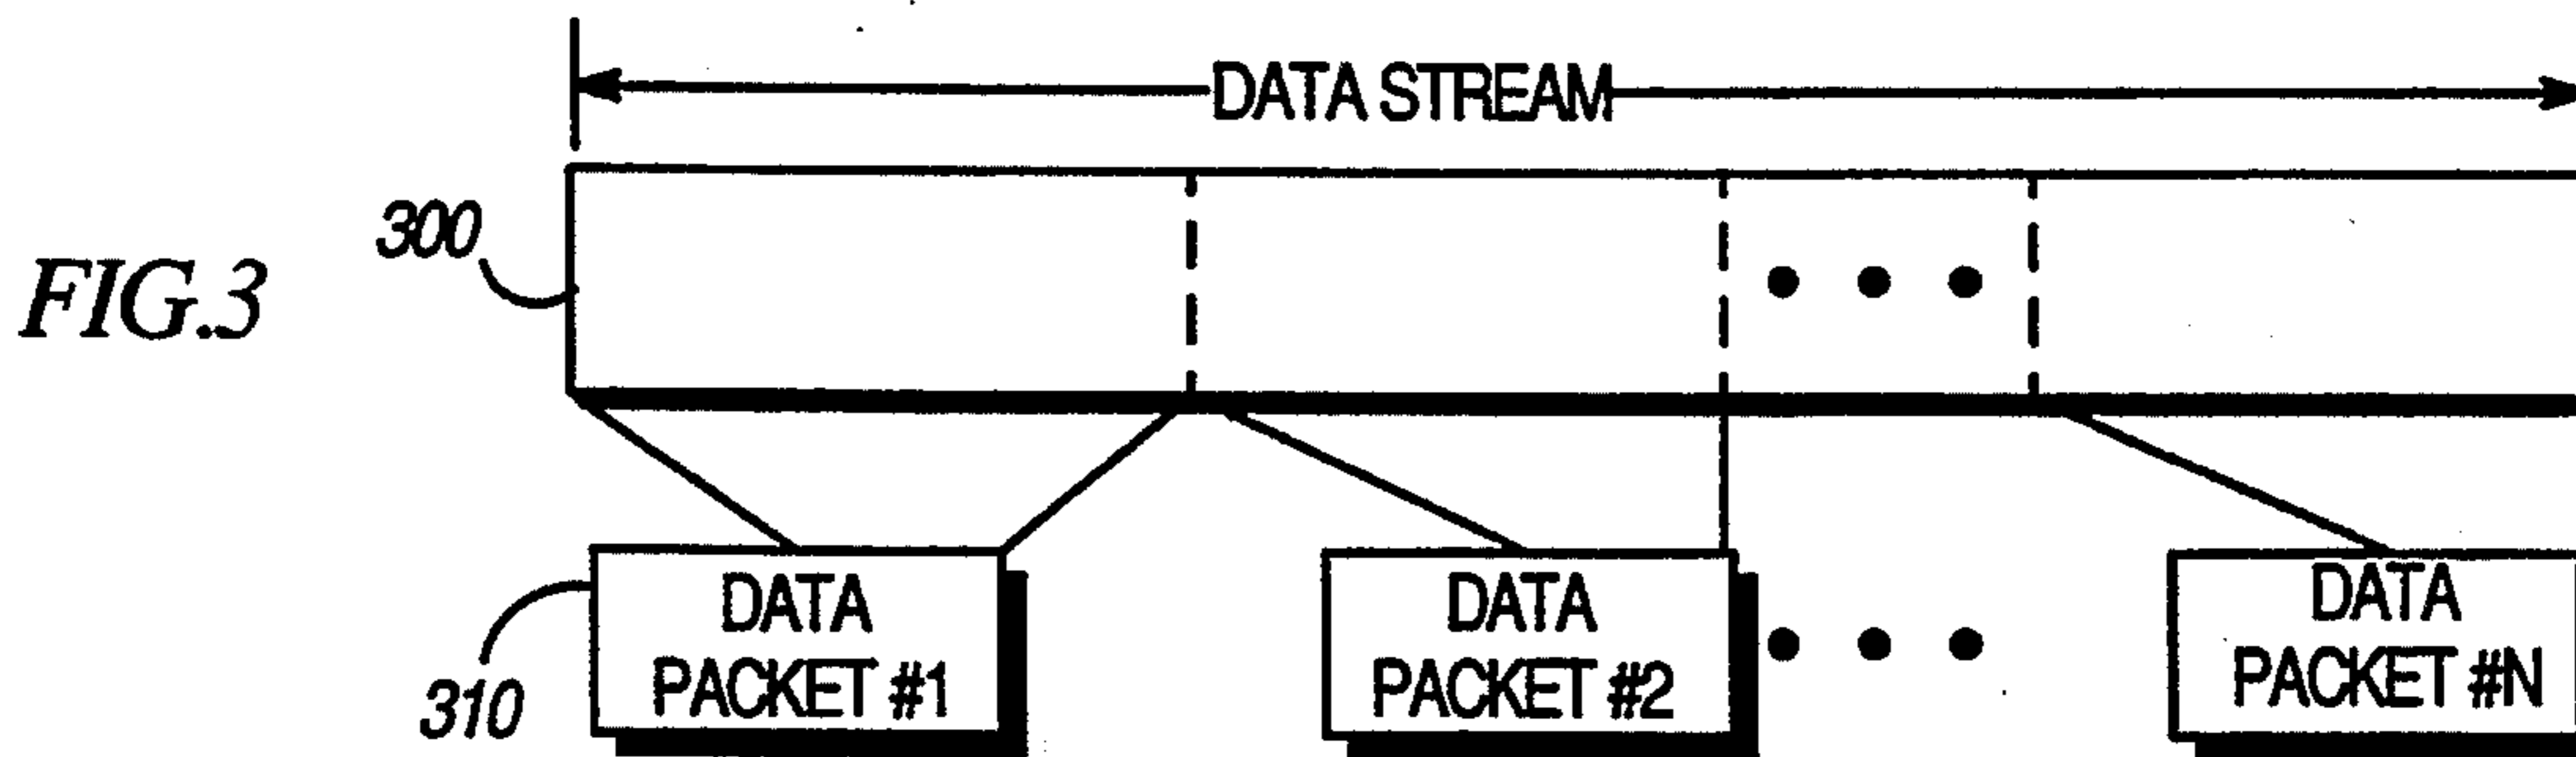 DATA STREAM
300
FIG.3
DATA
PACKET #1
DATA
PACKET #2
DATA
PACKET #N
310